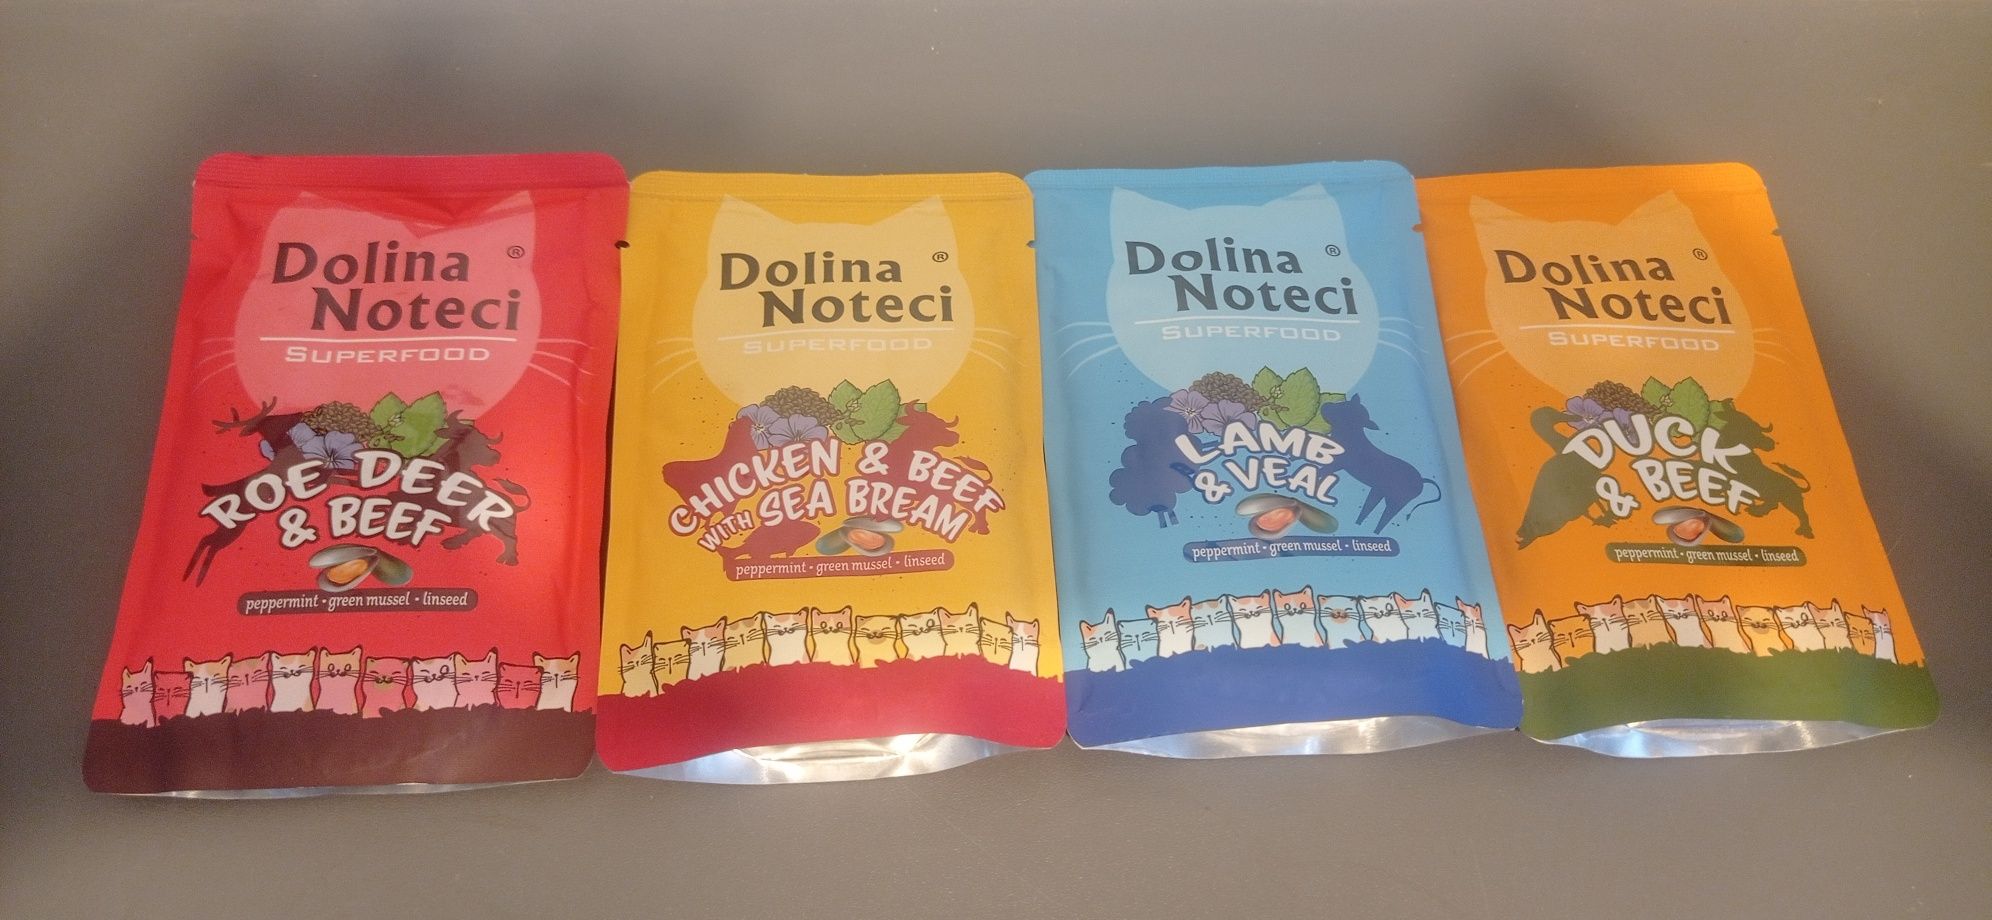 Dolina ®
Noteci
SUPERFOOD
ROE DEER
& BEEF
peppermint • green mussel • linseed
Dolina ®
Noteci
SUPERFOOD
CHICKEN & BEEF
WITH SEA BREAM
peppermint • green mussel • linseed
Dolina ®
Noteci
SUPERFOOD
LAMB
& VEAL
peppermint • green mussel • linseed
Dolina ®
Noteci
SUPERFOOD
DUCK
& BEEF
peppermint • green mussel • linseed